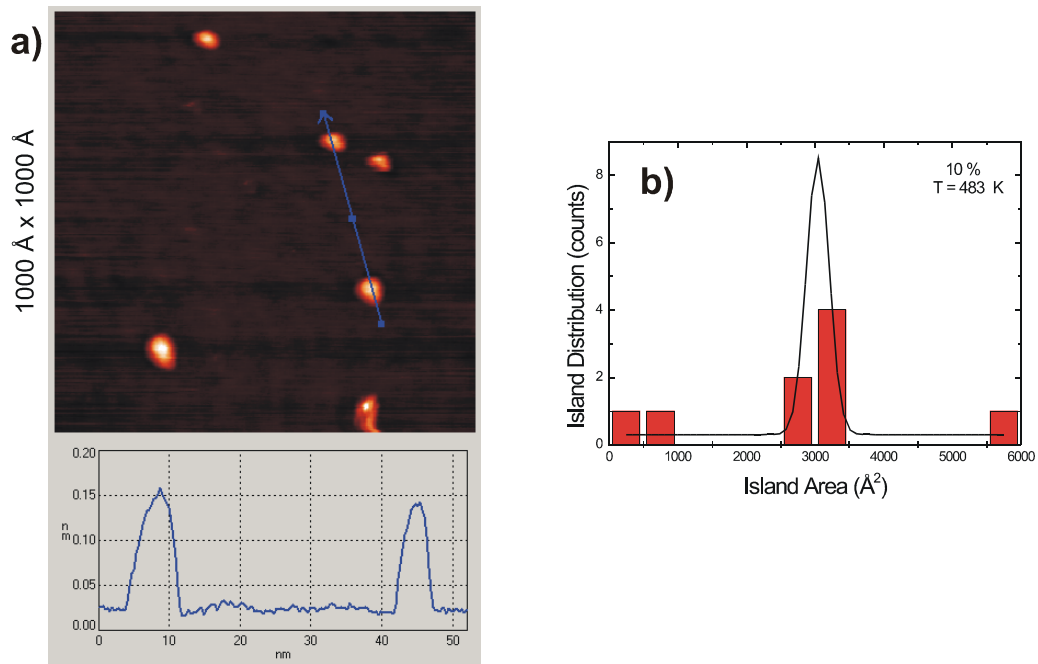 a)
1000 Å x 1000 Å
0.20
0.15
n
m
0.10
0.05
0.00
0 10 20 30 40 50
nm
b)
10 %
T = 483 K
Island Distribution (counts)
8
6
4
2
0
0 1000 2000 3000 4000 5000 6000
Island Area (Å²)